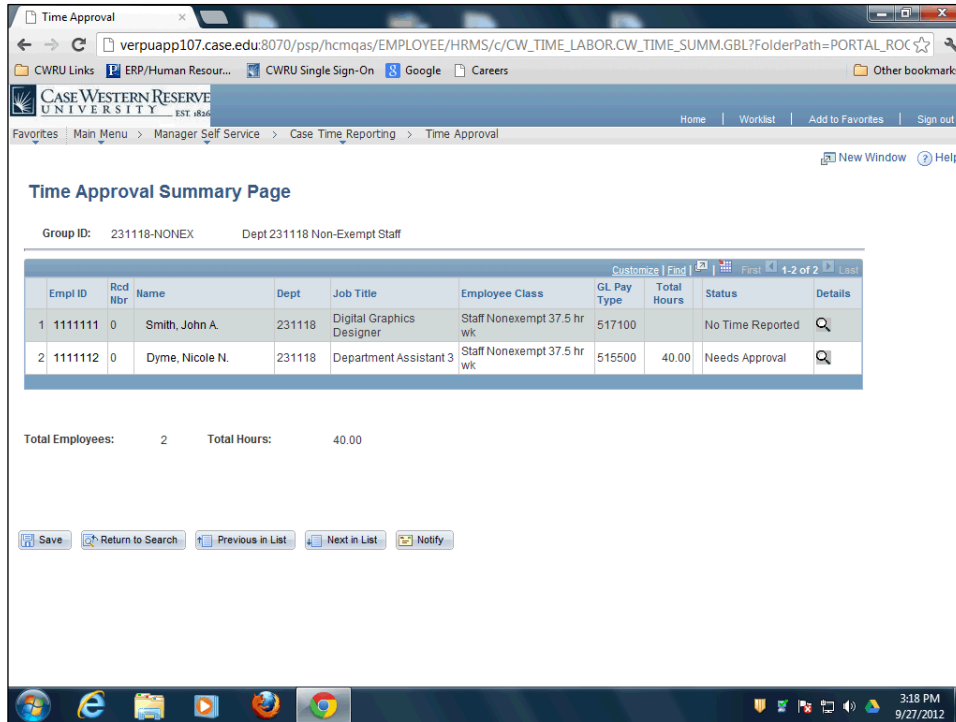 Time Approval
verpuapp107.case.edu:8070/psp/hcmqas/EMPLOYEE/HRMS/c/CW_TIME_LABOR.CW_TIME_SUMM.GBL?FolderPath=PORTAL_ROC
CWRU Links ERP/Human Resour... CWRU Single Sign-On Google Careers Other bookmark
CASE WESTERN RESERVE
UNIVERSITY EST. 1826
Home | Worklist | Add to Favorites | Sign out
Favorites Main Menu > Manager Self Service > Case Time Reporting > Time Approval
New Window Help
Time Approval Summary Page
Group ID: 231118-NONEX Dept 231118 Non-Exempt Staff
Customize | Find | | First 1-2 of 2 Last
Empl ID Rcd Nbr Name Dept Job Title Employee Class GL Pay Type Total Hours Status Details
1 1111111 0 Smith, John A. 231118 Digital Graphics Designer Staff Nonexempt 37.5 hr wk 517100 No Time Reported
2 1111112 0 Dyme, Nicole N. 231118 Department Assistant 3 Staff Nonexempt 37.5 hr wk 515500 40.00 Needs Approval
Total Employees: 2 Total Hours: 40.00
Save Return to Search Previous in List Next in List Notify
3:18 PM
9/27/2012